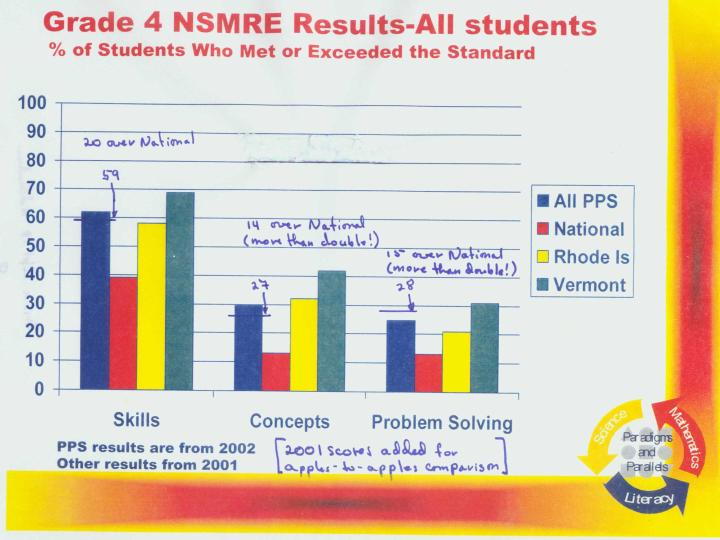 Grade 4 NSMRE Results-All students
% of Students Who Met or Exceeded the Standard
100
90
80
70
60
50
40
30
20
10
0
20 over National
59
14 over National
(more than double!)
27
15 over National
(more than double!)
28
All PPS
National
Rhode Is
Vermont
Skills
Concepts
Problem Solving
PPS results are from 2002
Other results from 2001
[2001 scores added for
apples-to-apples comparison]
Science
Mathematics
Literacy
Paradigms
and
Parallels